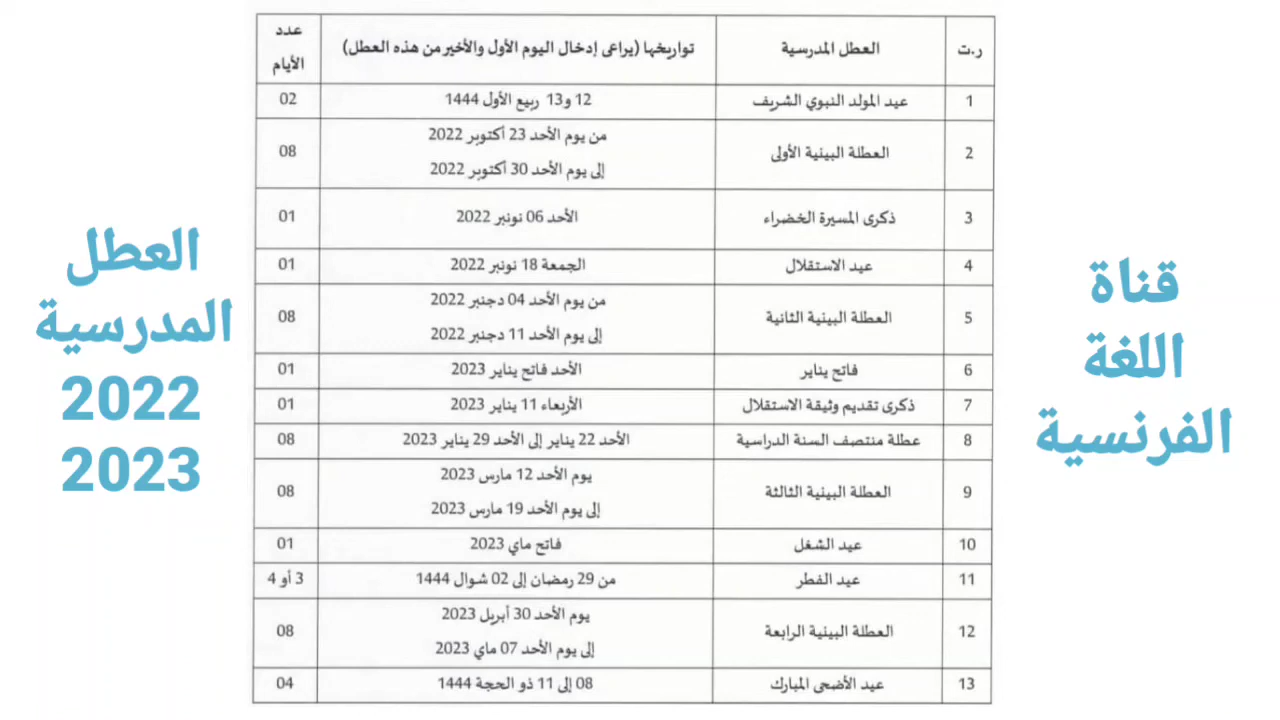 قناة
اللغة
الفرنسية
ر.ت العطل المدرسية تواريخها (يراعى إدخال اليوم الأول والأخير من هذه العطل) عدد الأيام
1 عيد المولد النبوي الشريف 12 و13 ربيع الأول 1444 02
2 العطلة البينية الأولى من يوم الأحد 23 أكتوبر 2022 08
إلى يوم الأحد 30 أكتوبر 2022
3 ذكرى المسيرة الخضراء الأحد 06 نونبر 2022 01
4 عيد الاستقلال الجمعة 18 نونبر 2022 01
5 العطلة البينية الثانية من يوم الأحد 04 دجنبر 2022 08
إلى يوم الأحد 11 دجنبر 2022
6 فاتح يناير الأحد فاتح يناير 2023 01
7 ذكرى تقديم وثيقة الاستقلال الأربعاء 11 يناير 2023 01
8 عطلة منتصف السنة الدراسية الأحد 22 يناير إلى الأحد 29 يناير 2023 08
9 العطلة البينية الثالثة يوم الأحد 12 مارس 2023 08
إلى يوم الأحد 19 مارس 2023
10 عيد الشغل فاتح ماي 2023 01
11 عيد الفطر من 29 رمضان إلى 02 شوال 1444 3 أو 4
12 العطلة البينية الرابعة يوم الأحد 30 أبريل 2023 08
إلى يوم الأحد 07 ماي 2023
13 عيد الأضحى المبارك 08 إلى 11 ذو الحجة 1444 04
العطل
المدرسية
2022
2023